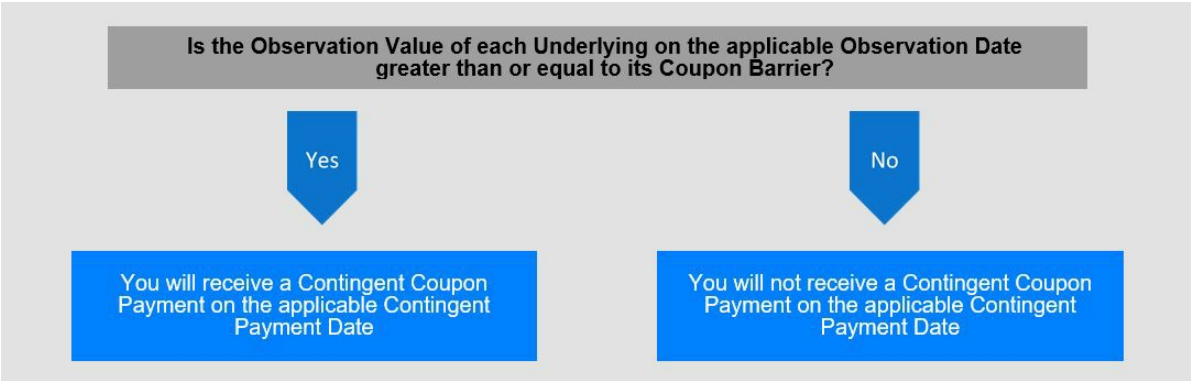 Is the Observation Value of each Underlying on the applicable Observation Date
greater than or equal to its Coupon Barrier?
Yes
No
You will receive a Contingent Coupon
Payment on the applicable Contingent
Payment Date
You will not receive a Contingent Coupon
Payment on the applicable Contingent
Payment Date